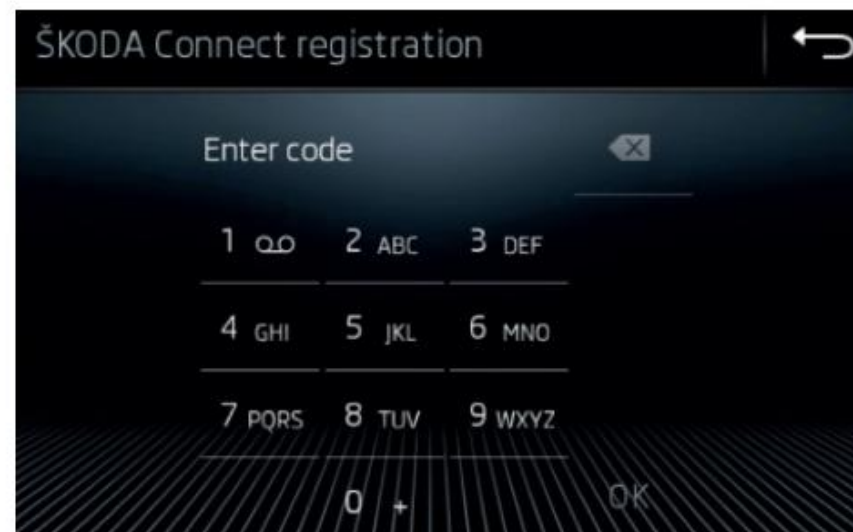 ŠKODA Connect registration
Enter code
1 2 ABC 3 DEF
4 GHI 5 JKL 6 MNO
7 PQRS 8 TUV 9 WXYZ
0 + OK